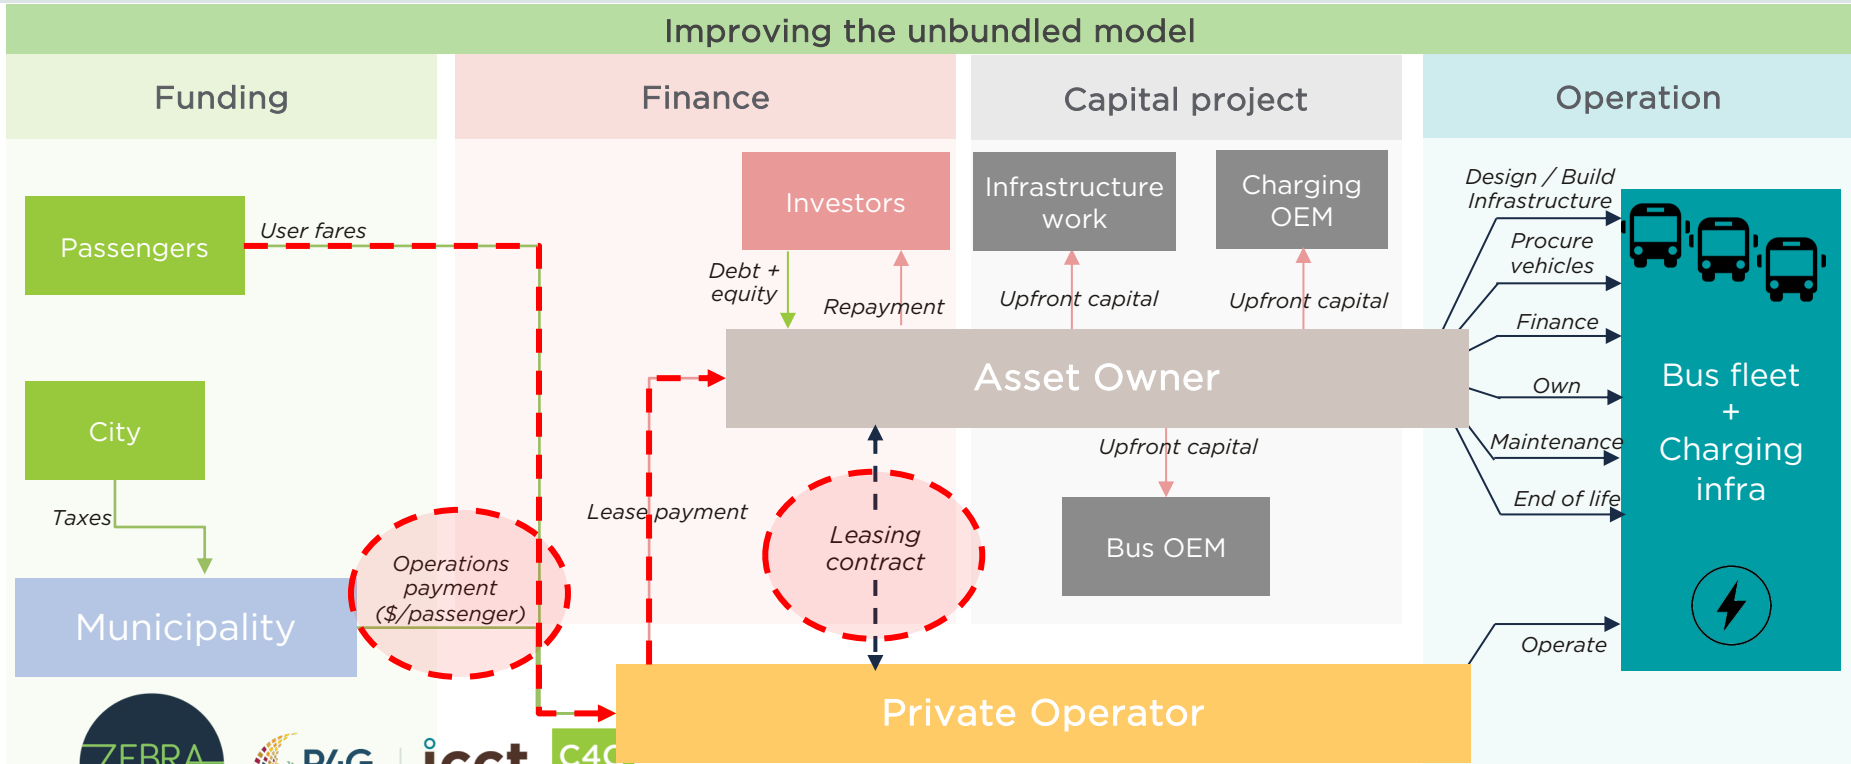 Improving the unbundled model
Funding
Finance
Capital project
Operation
Passengers
User fares
City
Taxes
Municipality
Operations
payment
($/passenger)
Investors
Debt +
equity
Repayment
Lease payment
Leasing
contract
Infrastructure
work
Charging
OEM
Upfront capital
Upfront capital
Asset Owner
Upfront capital
Bus OEM
Private Operator
Design / Build
Infrastructure
Procure
vehicles
Finance
Own
Maintenance
End of life
Operate
Bus fleet
+
Charging
infra
ZEBRA
P4G
icct